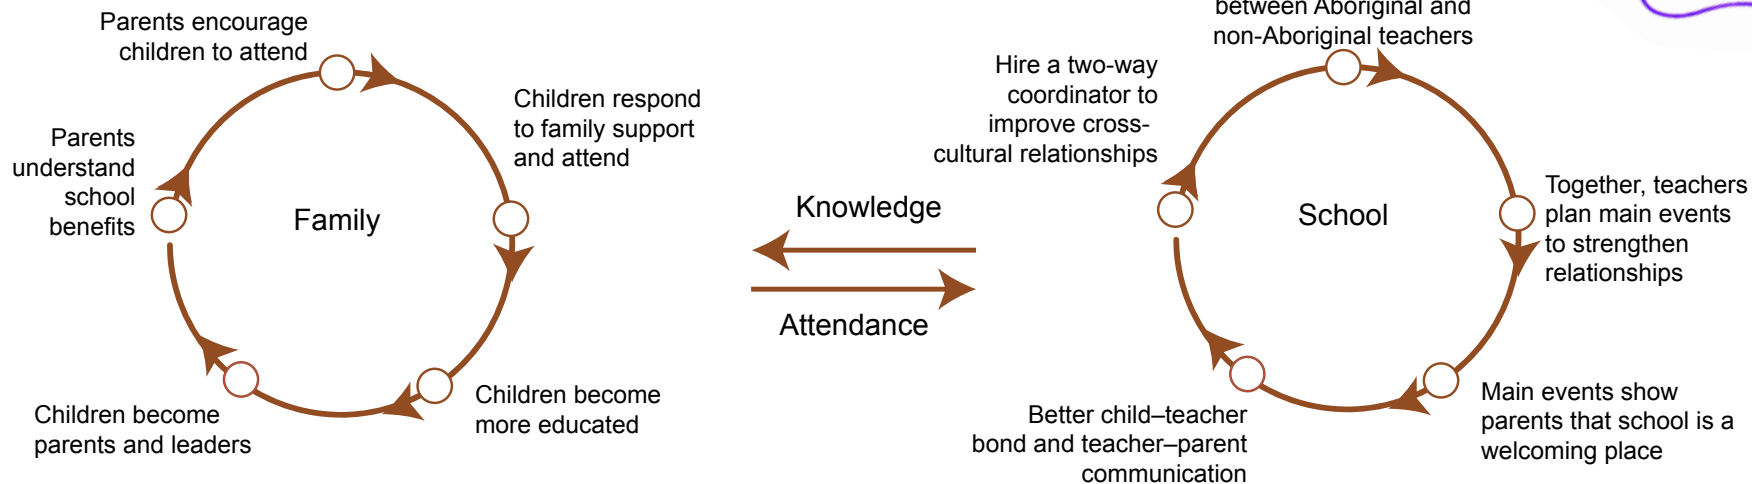 Parents encourage
children to attend
Children respond
to family support
and attend
Parents
understand
school
benefits
Family
Children become
more educated
Children become
parents and leaders
Knowledge
Attendance
between Aboriginal and
non-Aboriginal teachers
Hire a two-way
coordinator to
improve cross-
cultural relationships
School
Together, teachers
plan main events
to strengthen
relationships
Main events show
parents that school is a
welcoming place
Better child–teacher
bond and teacher–parent
communication